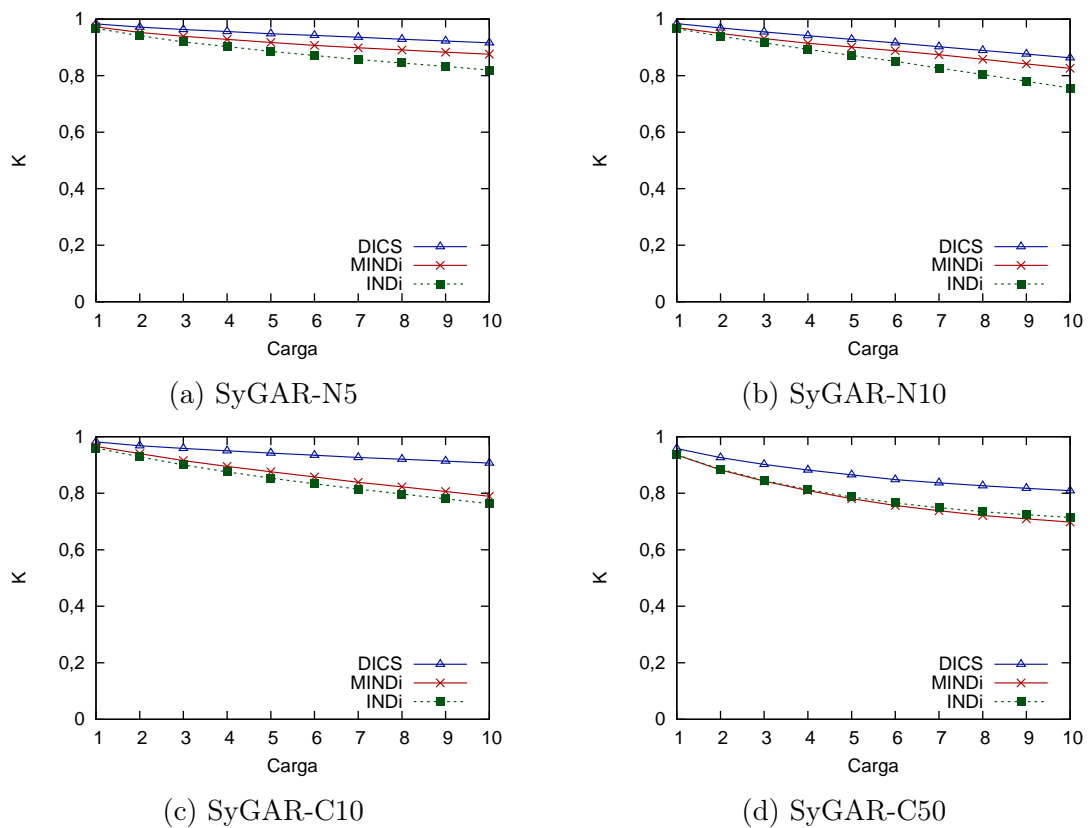 1
0,8
0,6
K
0,4
0,2
0
DICS
MINDi
INDi
1 2 3 4 5 6 7 8 9 10
Carga
(a) SyGAR-N5
1
0,8
0,6
K
0,4
0,2
0
DICS
MINDi
INDi
1 2 3 4 5 6 7 8 9 10
Carga
(b) SyGAR-N10
1
0,8
0,6
K
0,4
0,2
0
DICS
MINDi
INDi
1 2 3 4 5 6 7 8 9 10
Carga
(c) SyGAR-C10
1
0,8
0,6
K
0,4
0,2
0
DICS
MINDi
INDi
1 2 3 4 5 6 7 8 9 10
Carga
(d) SyGAR-C50